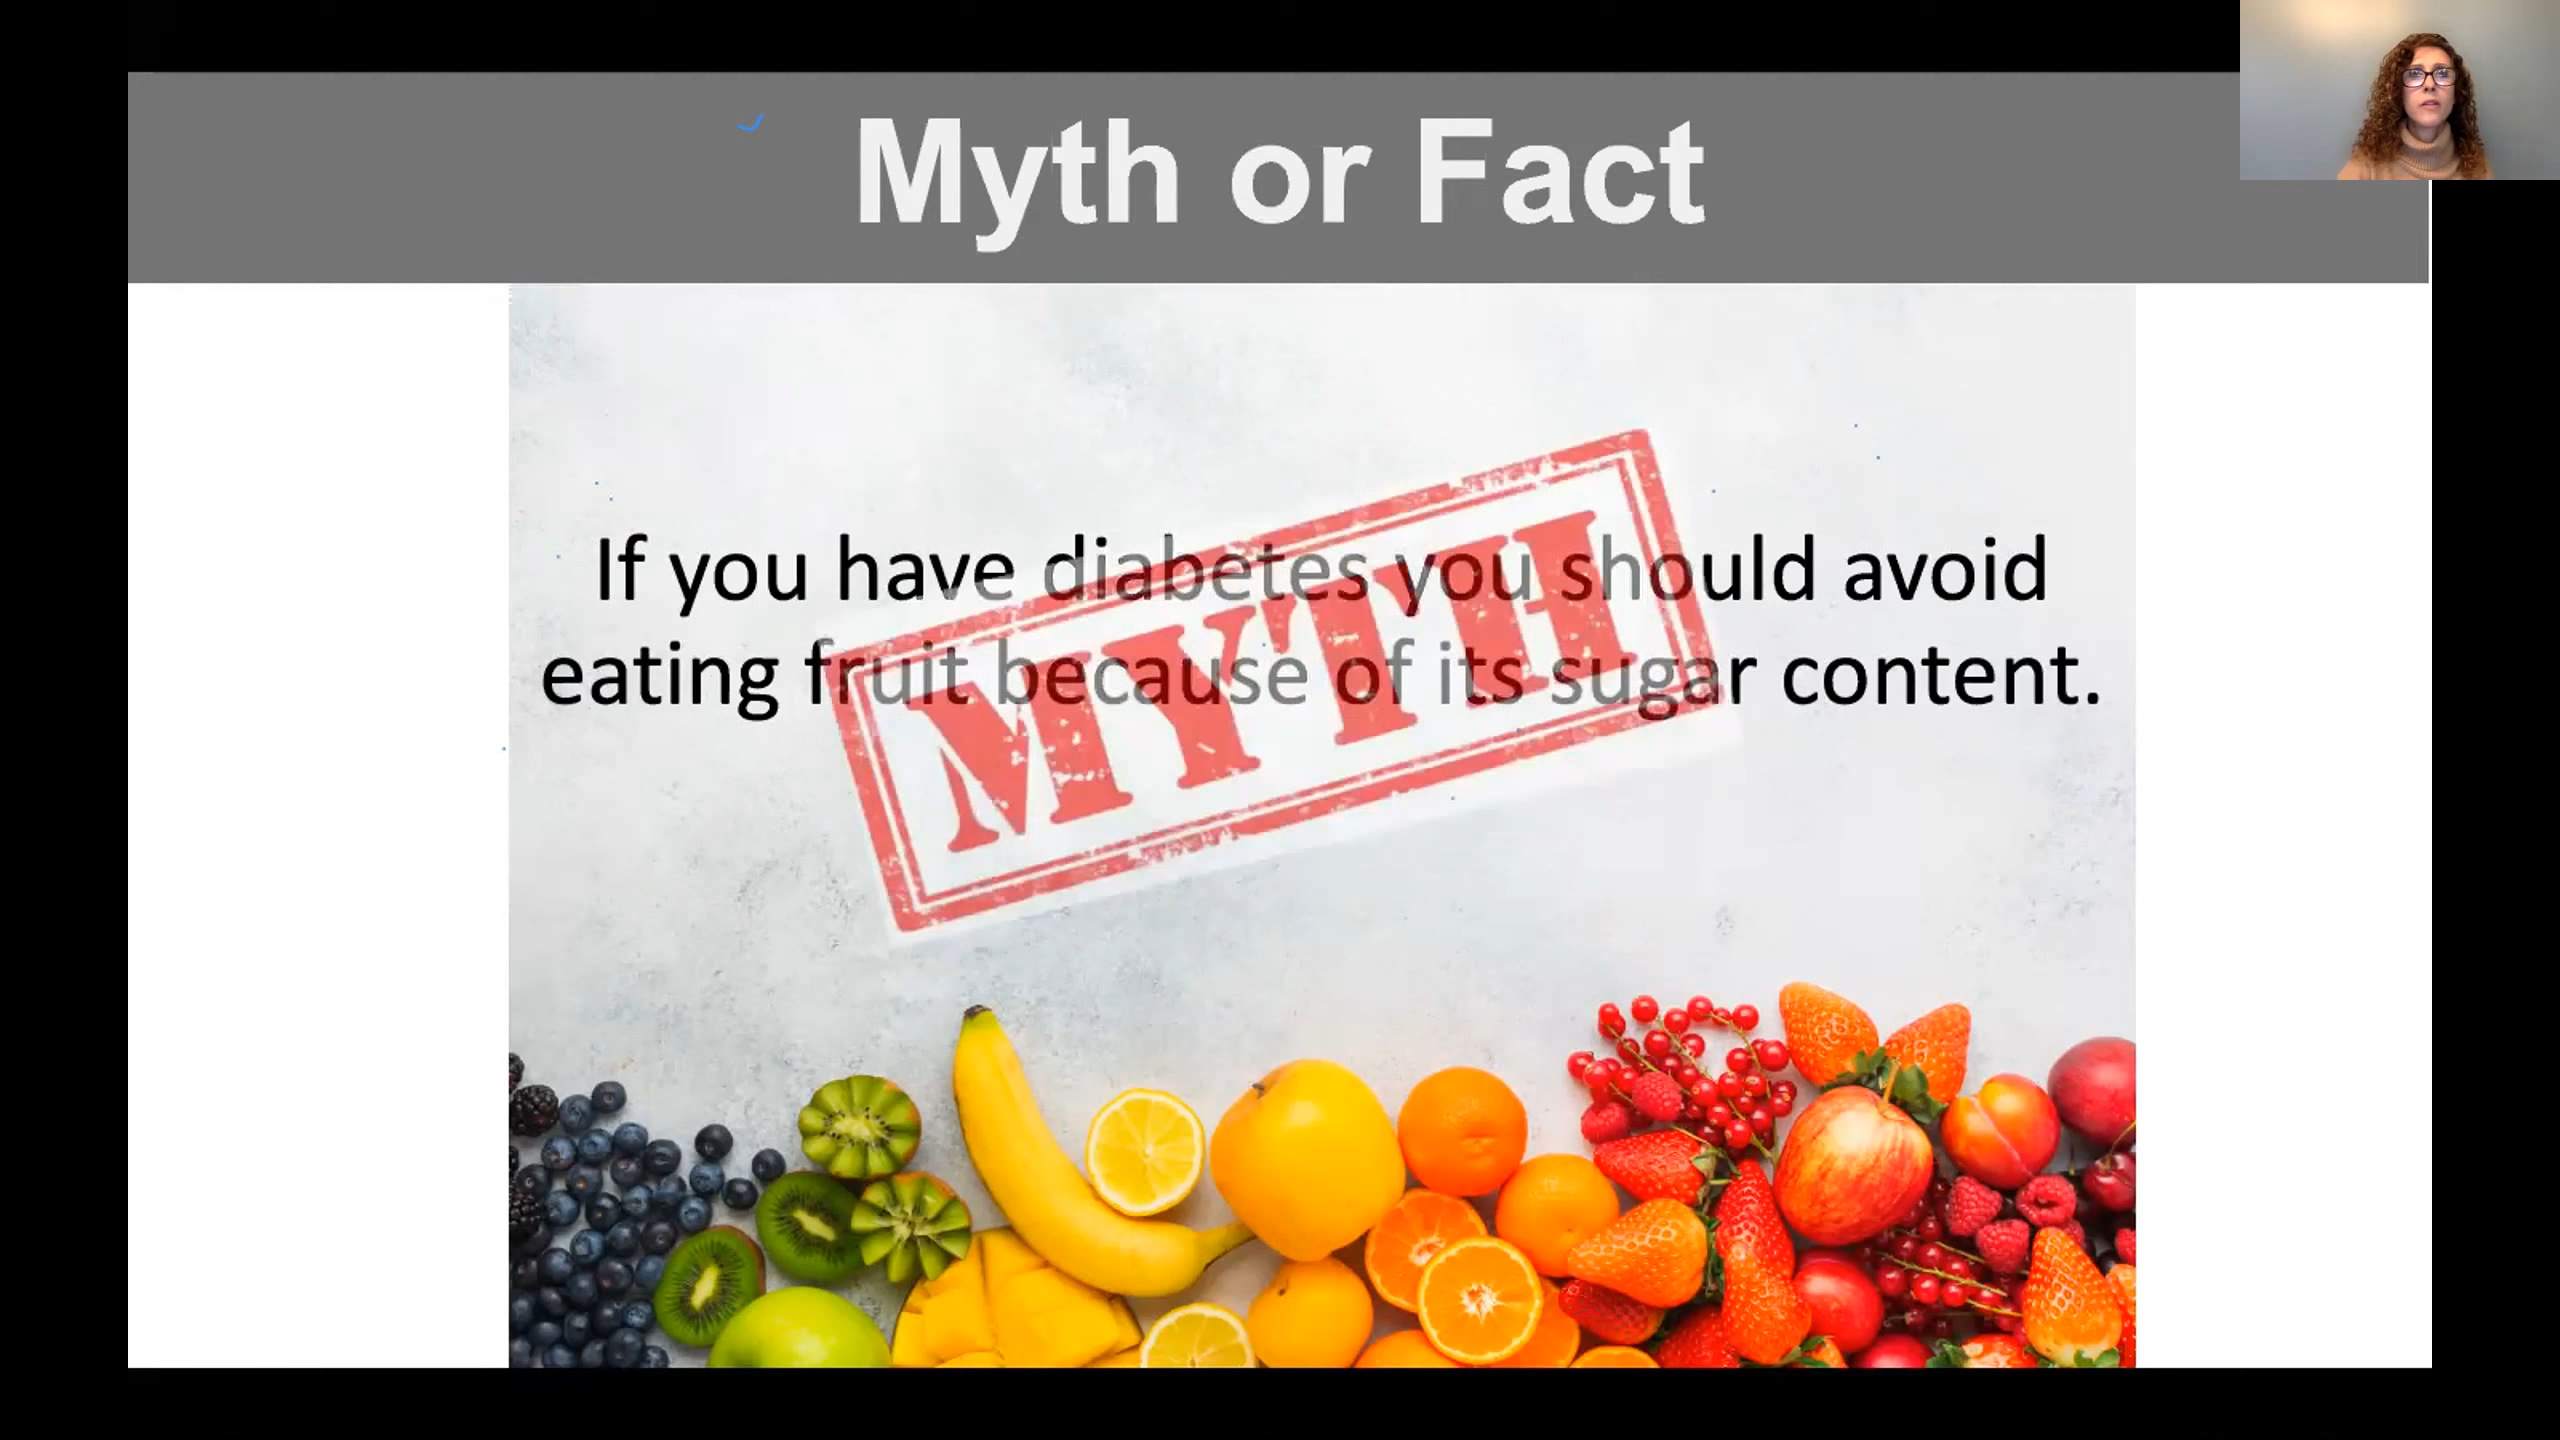 Myth or Fact
If you have diabetes you should avoid
eating fruit because of its sugar content.
MYTH